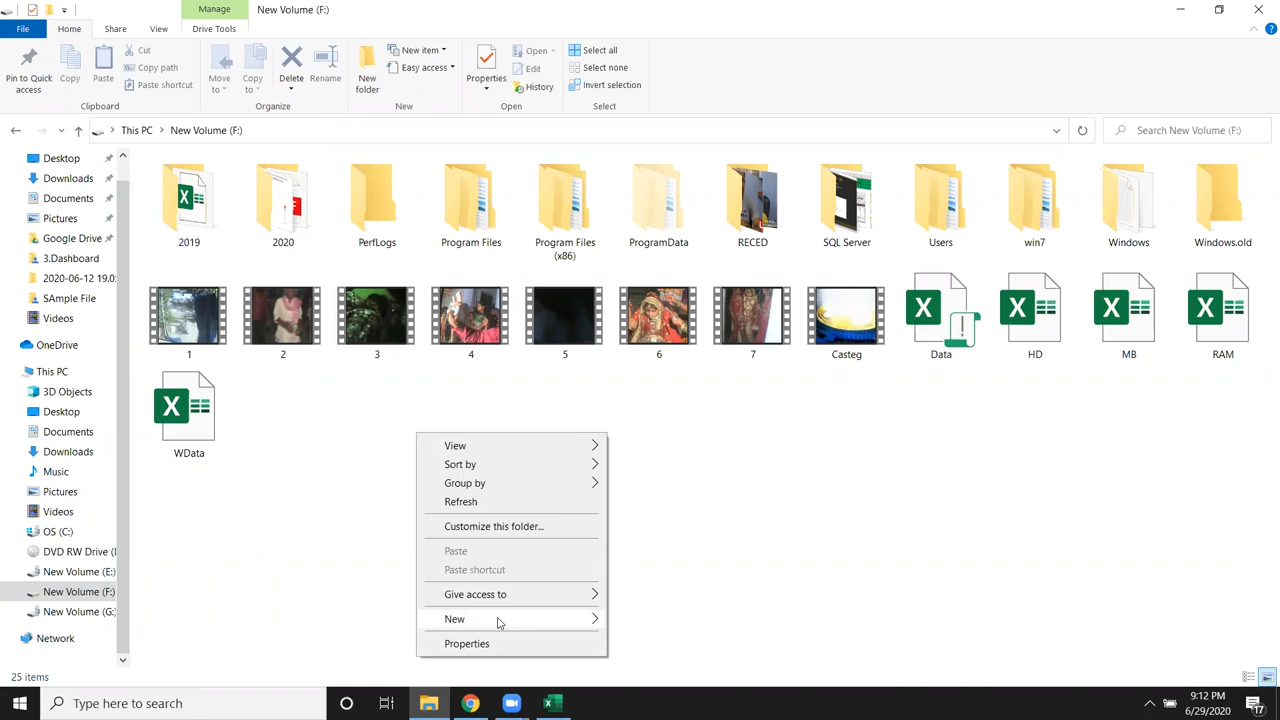 Manage
New Volume (F:)
File
Home
Share
View
Drive Tools
Pin to Quick
access
Copy
Paste
Cut
Copy path
Paste shortcut
Clipboard
Move
to
Copy
to
Delete
Rename
Organize
New
folder
New item
Easy access
New
Properties
Open
Edit
History
Open
Select all
Select none
Invert selection
Select
This PC
New Volume (F:)
Search New Volume (F:)
Desktop
Downloads
Documents
Pictures
Google Drive
3.Dashboard
2020-06-12 19.0
SAmple File
Videos
OneDrive
This PC
3D Objects
Desktop
Documents
Downloads
Music
Pictures
Videos
OS (C:)
DVD RW Drive (
New Volume (E:)
New Volume (F:)
New Volume (G:)
Network
2019
2020
PerfLogs
Program Files
Program Files
(x86)
ProgramData
RECED
SQL Server
Users
win7
Windows
Windows.old
1
2
3
4
5
6
7
Casteg
Data
HD
MB
RAM
WData
View
Sort by
Group by
Refresh
Customize this folder...
Paste
Paste shortcut
Give access to
New
Properties
25 items
Type here to search
9:12 PM
6/29/2020
17